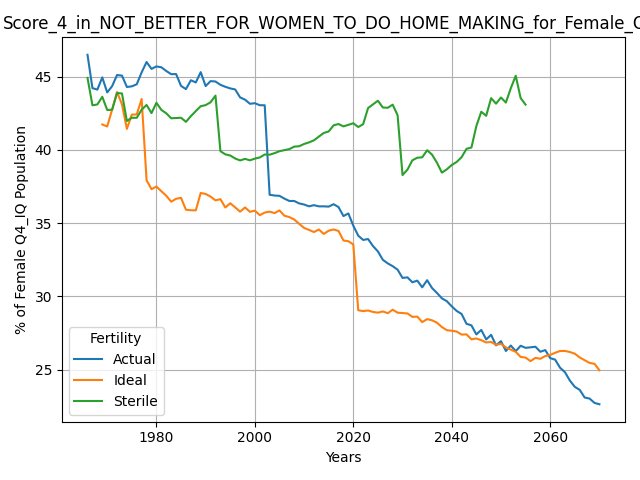 Score_4_in_NOT_BETTER_FOR_WOMEN_TO_DO_HOME_MAKING_for_Female_
% of Female Q4_IQ Population
45
40
35
30
25
Fertility
Actual
Ideal
Sterile
1980 2000 2020 2040 2060
Years